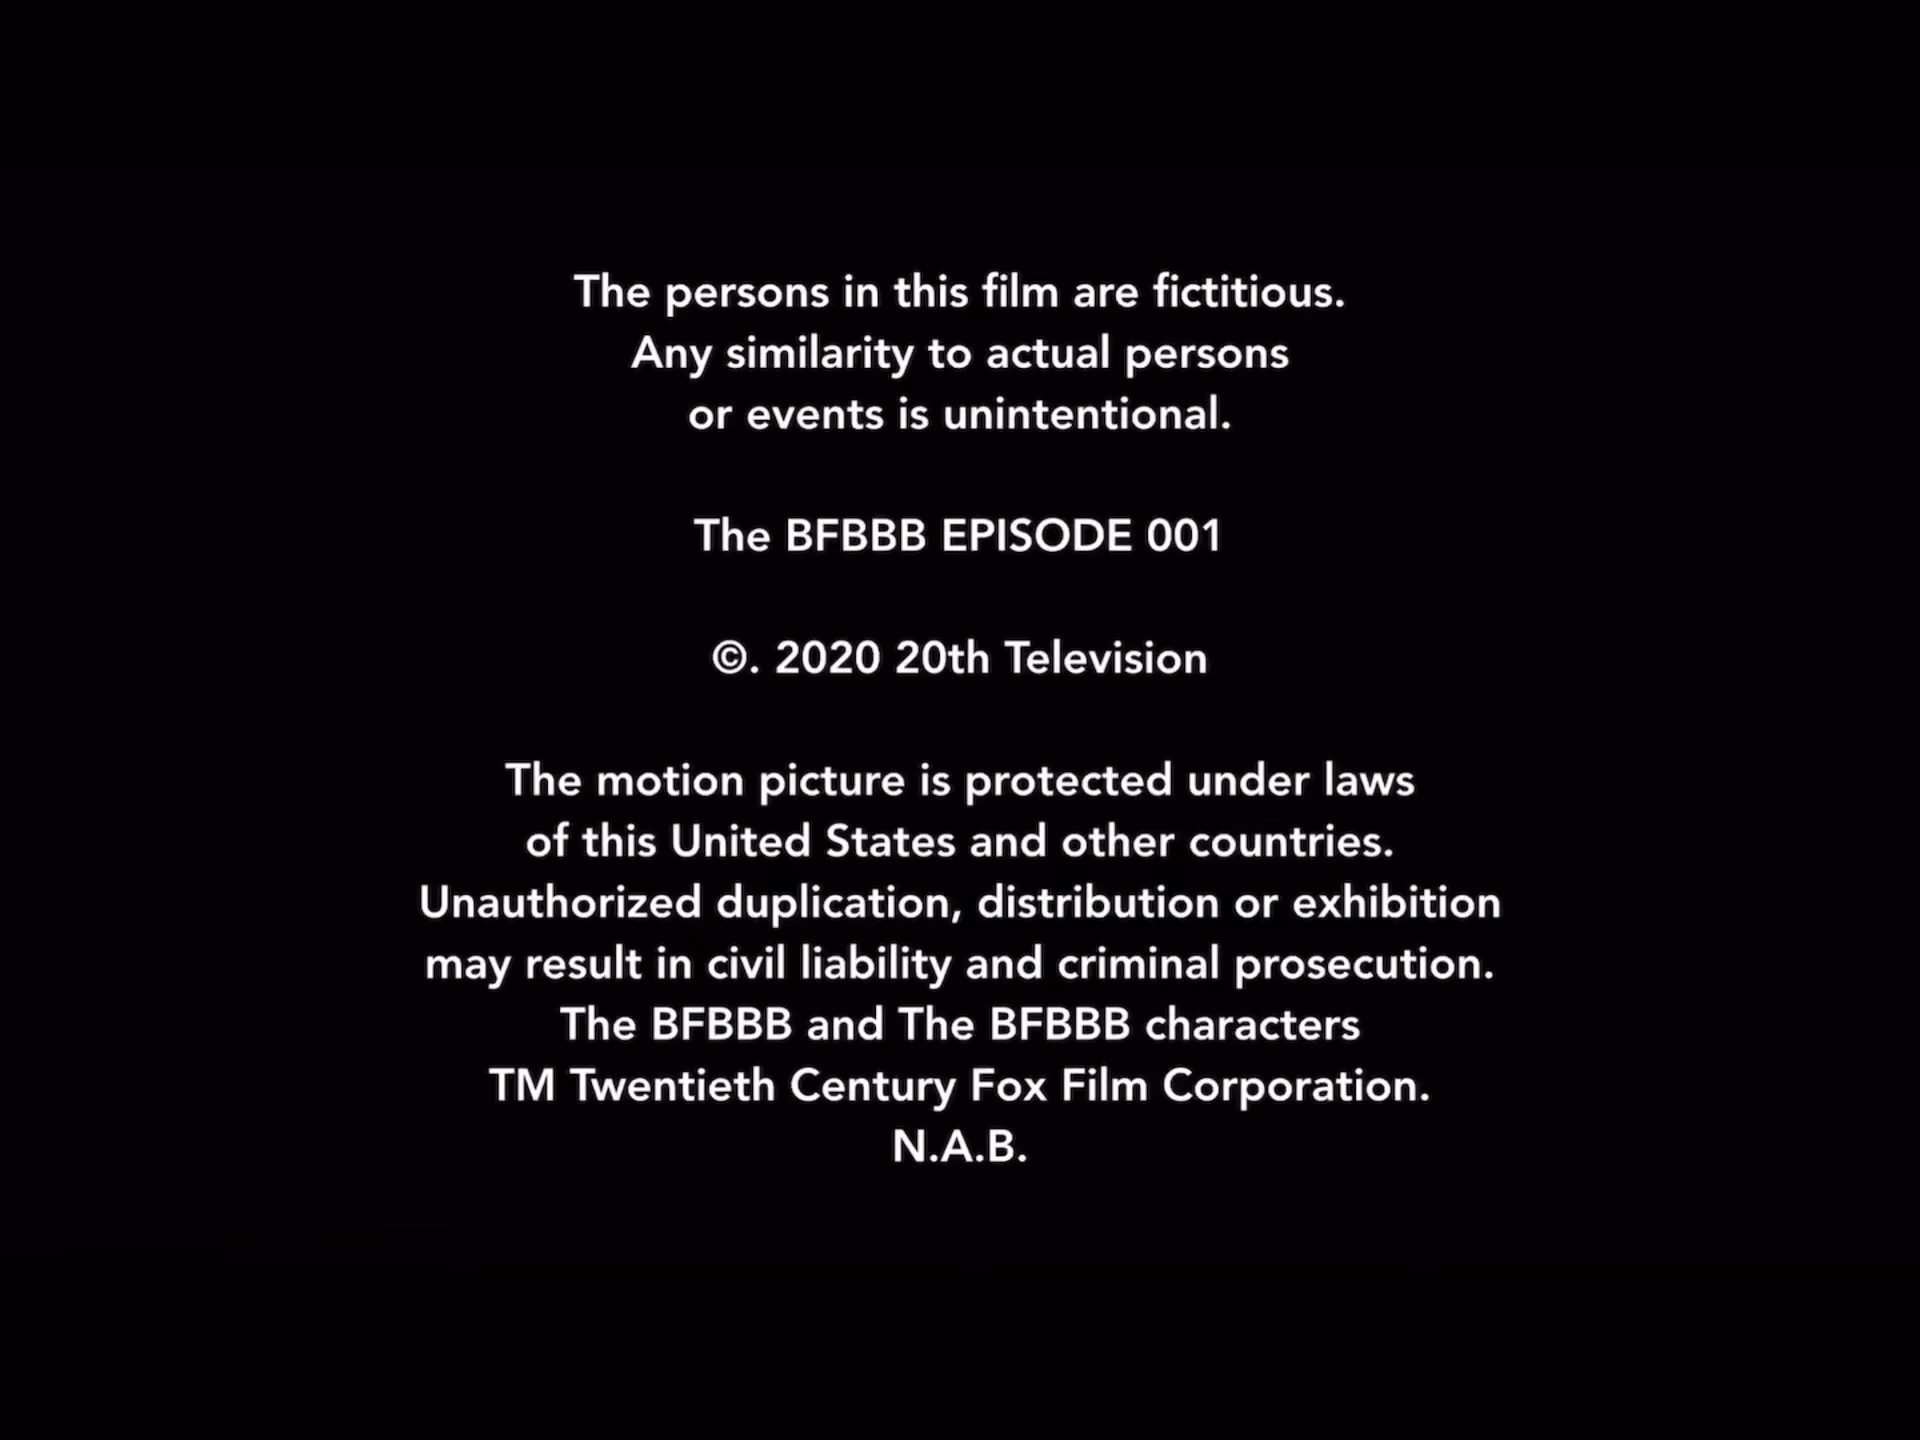 The persons in this film are fictitious.
Any similarity to actual persons
or events is unintentional.
The BFBBB EPISODE 001
©. 2020 20th Television
The motion picture is protected under laws
of this United States and other countries.
Unauthorized duplication, distribution or exhibition
may result in civil liability and criminal prosecution.
The BFBBB and The BFBBB characters
TM Twentieth Century Fox Film Corporation.
N.A.B.